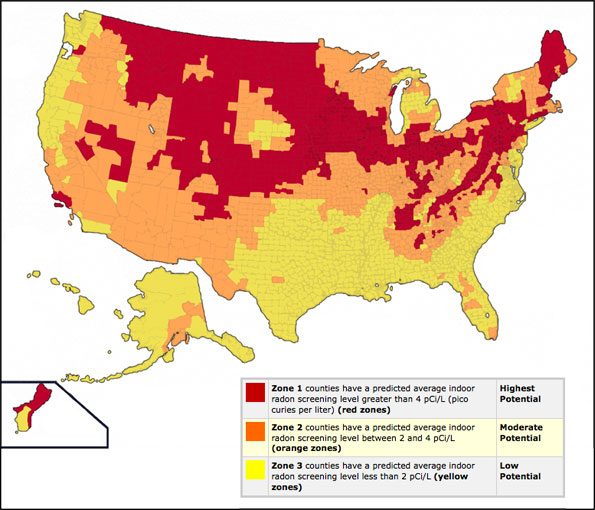 Zone 1 counties have a predicted average indoor
radon screening level greater than 4 pCi/L (pico
curies per liter) (red zones)
Highest
Potential
Zone 2 counties have a predicted average indoor
radon screening level between 2 and 4 pCi/L
(orange zones)
Moderate
Potential
Zone 3 counties have a predicted average indoor
radon screening level less than 2 pCi/L (yellow
zones)
Low
Potential